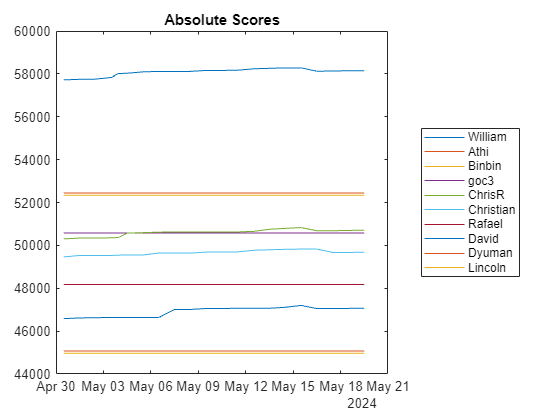 Absolute Scores
60000
58000
56000
54000
52000
50000
48000
46000
44000
Apr 30 May 03 May 06 May 09 May 12 May 15 May 18 May 21
2024
William
Athi
Binbin
goc3
ChrisR
Christian
Rafael
David
Dyuman
Lincoln